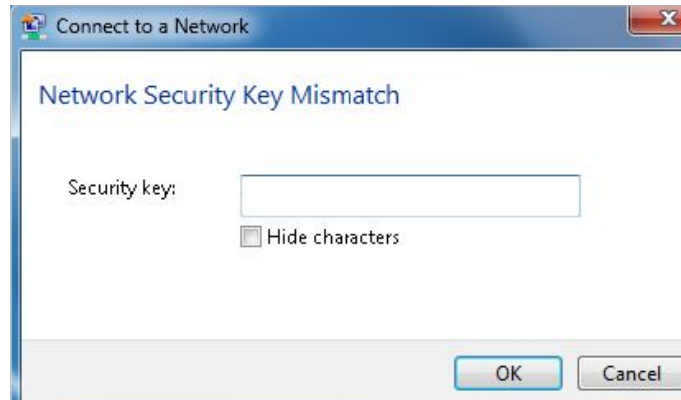 Connect to a Network
Network Security Key Mismatch
Security key:
Hide characters
OK Cancel